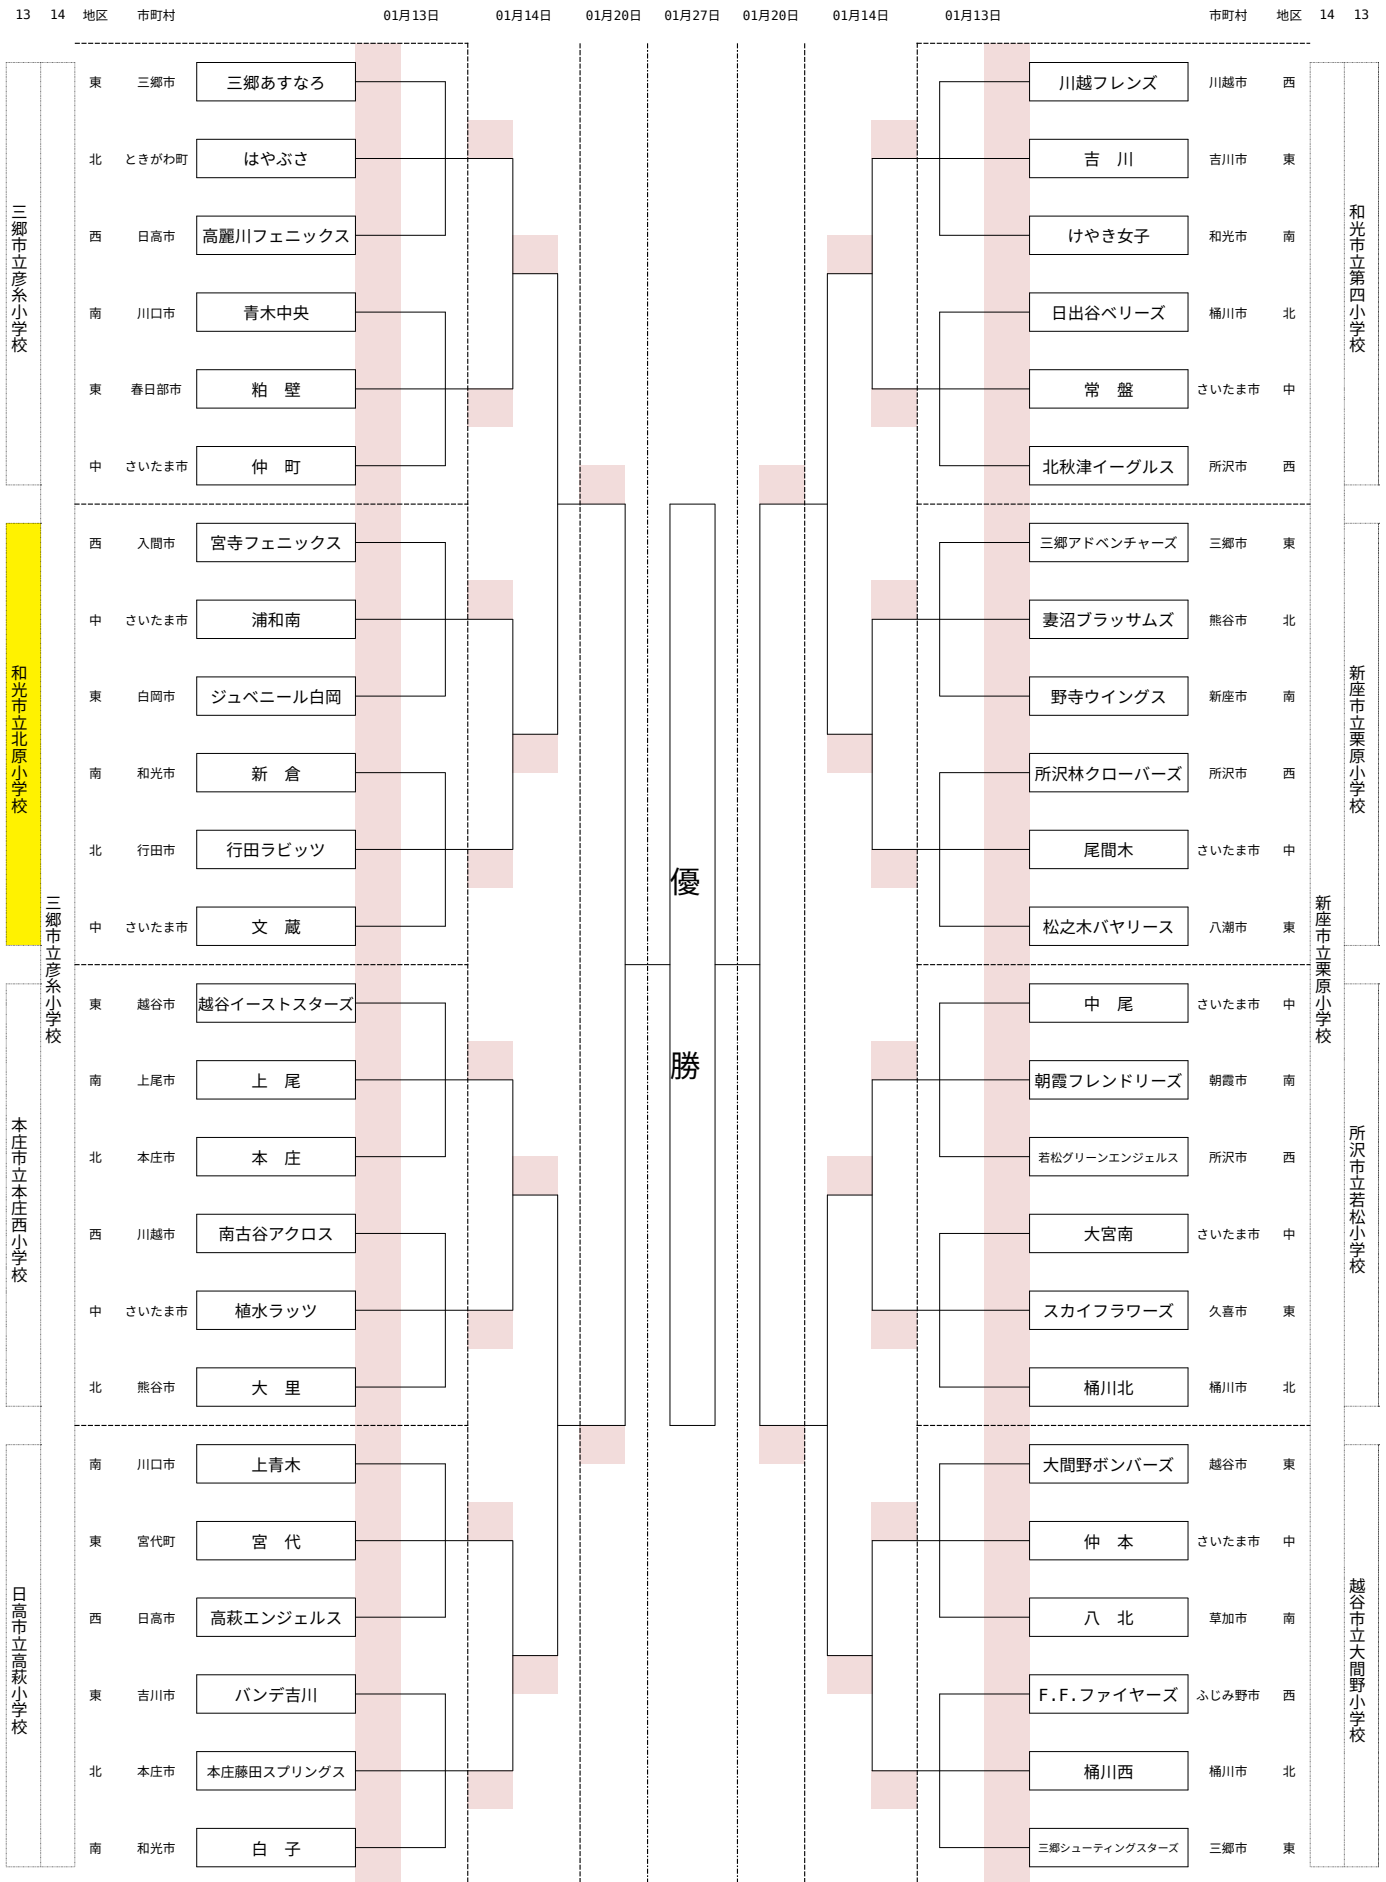 13 14 地区 市町村 01月13日 01月14日 01月20日 01月27日 01月20日 01月14日 01月13日 市町村 地区 14 13
東 三郷市 三郷あすなろ
北 ときがわ町 はやぶさ
西 日高市 高麗川フェニックス
南 川口市 青木中央
東 春日部市 粕　壁
中 さいたま市 仲　町
三郷市立彦糸小学校
西 入間市 宮寺フェニックス
中 さいたま市 浦和南
東 白岡市 ジュベニール白岡
南 和光市 新　倉
北 行田市 行田ラビッツ
中 さいたま市 文　蔵
和光市立北原小学校
三郷市立彦糸小学校
東 越谷市 越谷イーストスターズ
南 上尾市 上　尾
北 本庄市 本　庄
西 川越市 南古谷アクロス
中 さいたま市 植水ラッツ
北 熊谷市 大　里
本庄市立本庄西小学校
南 川口市 上青木
東 宮代町 宮　代
西 日高市 高萩エンジェルス
東 吉川市 バンデ吉川
北 本庄市 本庄藤田スプリングス
南 和光市 白　子
日高市立高萩小学校
優勝
川越フレンズ 川越市 西
吉　川 吉川市 東
けやき女子 和光市 南
日出谷ベリーズ 桶川市 北
常　盤 さいたま市 中
北秋津イーグルス 所沢市 西
和光市立第四小学校
三郷アドベンチャーズ 三郷市 東
妻沼ブラッサムズ 熊谷市 北
野寺ウイングス 新座市 南
所沢林クローバーズ 所沢市 西
尾間木 さいたま市 中
松之木バヤリース 八潮市 東
新座市立栗原小学校
新座市立栗原小学校
中　尾 さいたま市 中
朝霞フレンドリーズ 朝霞市 南
若松グリーンエンジェルス 所沢市 西
大宮南 さいたま市 中
スカイフラワーズ 久喜市 東
桶川北 桶川市 北
所沢市立若松小学校
大間野ボンバーズ 越谷市 東
仲　本 さいたま市 中
八　北 草加市 南
F.F.ファイヤーズ ふじみ野市 西
桶川西 桶川市 北
三郷シューティングスターズ 三郷市 東
越谷市立大間野小学校